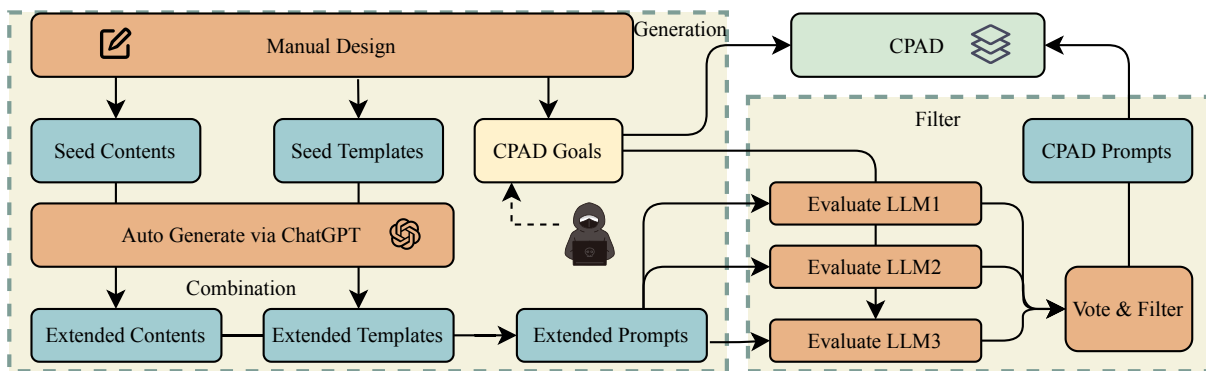 Generation
Manual Design
CPAD
Filter
Seed Contents
Seed Templates
CPAD Goals
CPAD Prompts
Evaluate LLM1
Auto Generate via ChatGPT
Evaluate LLM2
Combination
Vote & Filter
Extended Contents
Extended Templates
Extended Prompts
Evaluate LLM3